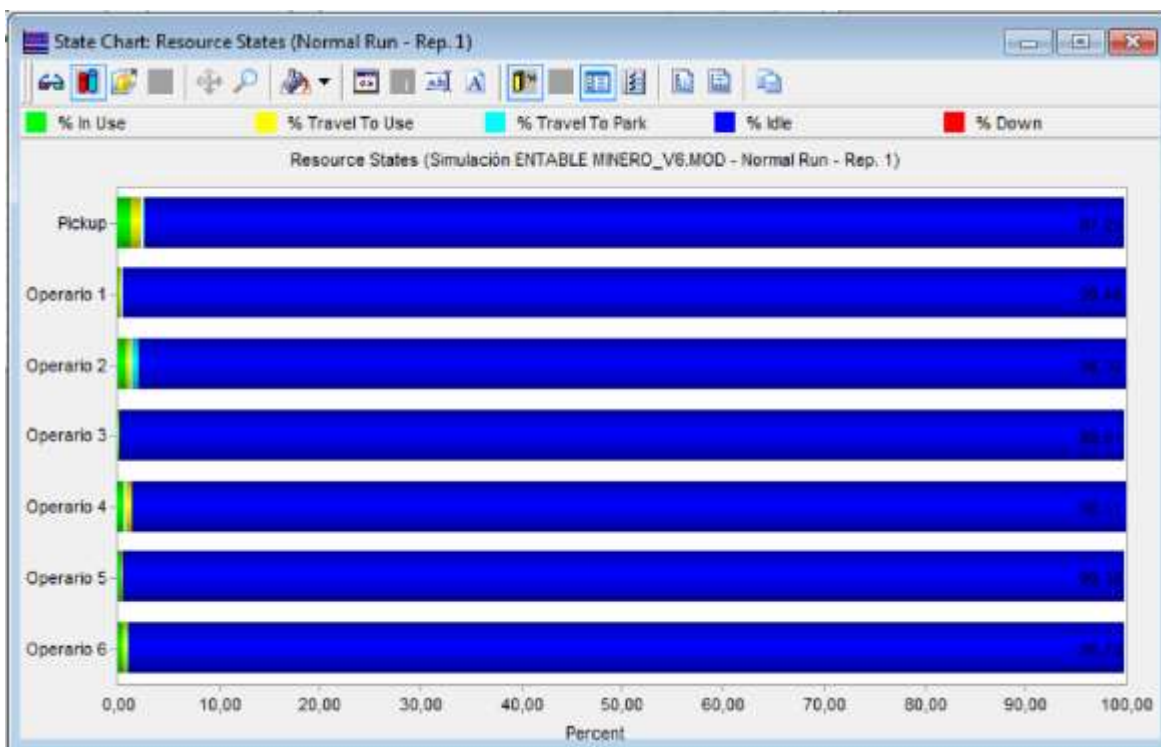 State Chart: Resource States (Normal Run - Rep. 1)
% In Use % Travel To Use % Travel To Park % Idle % Down
Resource States (Simulación ENTABLE MINERO_V6.MOD - Normal Run - Rep. 1)
Pickup
Operario 1
Operario 2
Operario 3
Operario 4
Operario 5
Operario 6
0,00 10,00 20,00 30,00 40,00 50,00 60,00 70,00 80,00 90,00 100,00
Percent